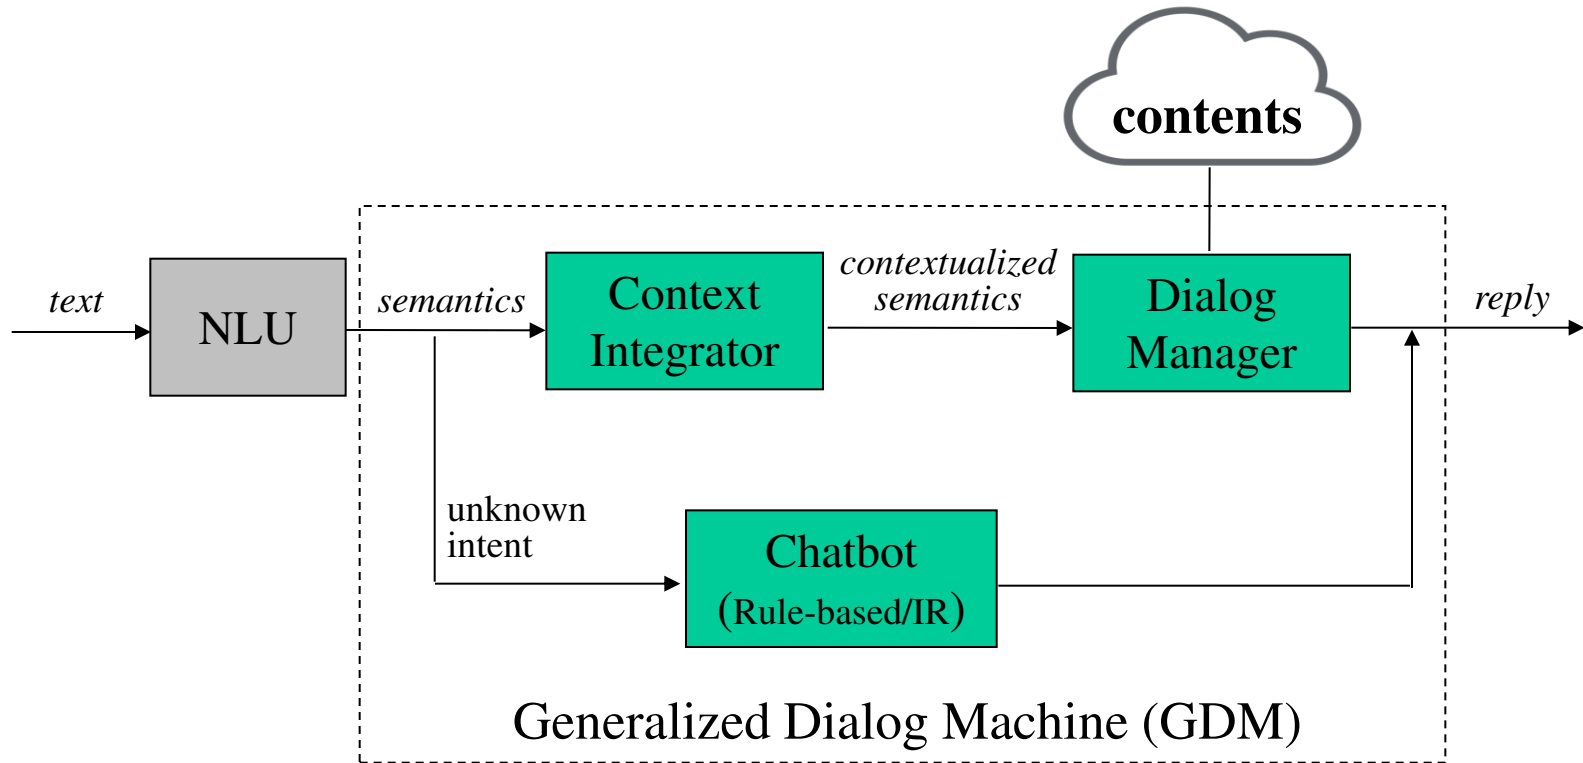 contents
text
NLU
semantics
Context
Integrator
contextualized
semantics
Dialog
Manager
reply
unknown
intent
Chatbot
(Rule-based/IR)
Generalized Dialog Machine (GDM)